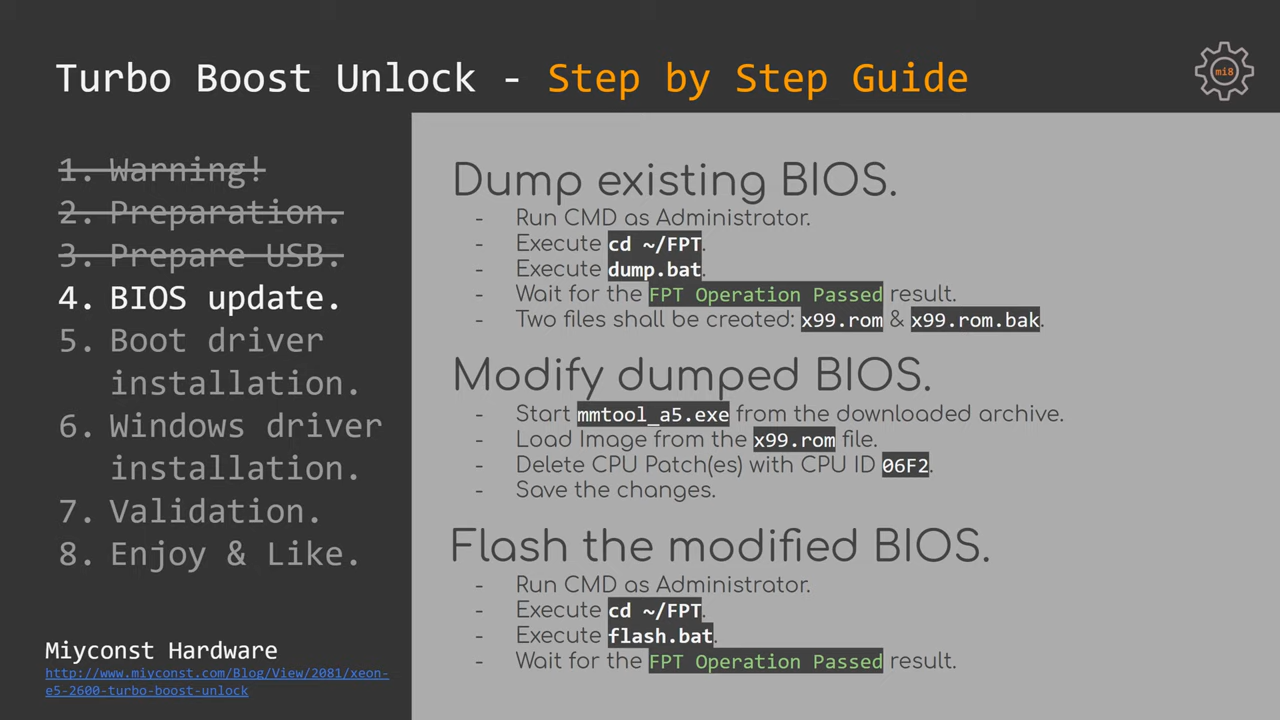 Turbo Boost Unlock - Step by Step Guide
mi8
1. Warning!
2. Preparation.
3. Prepare USB.
4. BIOS update.
5. Boot driver
installation.
6. Windows driver
installation.
7. Validation.
8. Enjoy & Like.
Miyconst Hardware
http://www.miyconst.com/Blog/View/2081/xeon-
e5-2600-turbo-boost-unlock
Dump existing BIOS.
- Run CMD as Administrator.
- Execute cd ~/FPT.
- Execute dump.bat.
- Wait for the FPT Operation Passed result.
- Two files shall be created: x99.rom & x99.rom.bak.
Modify dumped BIOS.
- Start mmtool_a5.exe from the downloaded archive.
- Load Image from the x99.rom file.
- Delete CPU Patch(es) with CPU ID 06F2.
- Save the changes.
Flash the modified BIOS.
- Run CMD as Administrator.
- Execute cd ~/FPT.
- Execute flash.bat.
- Wait for the FPT Operation Passed result.